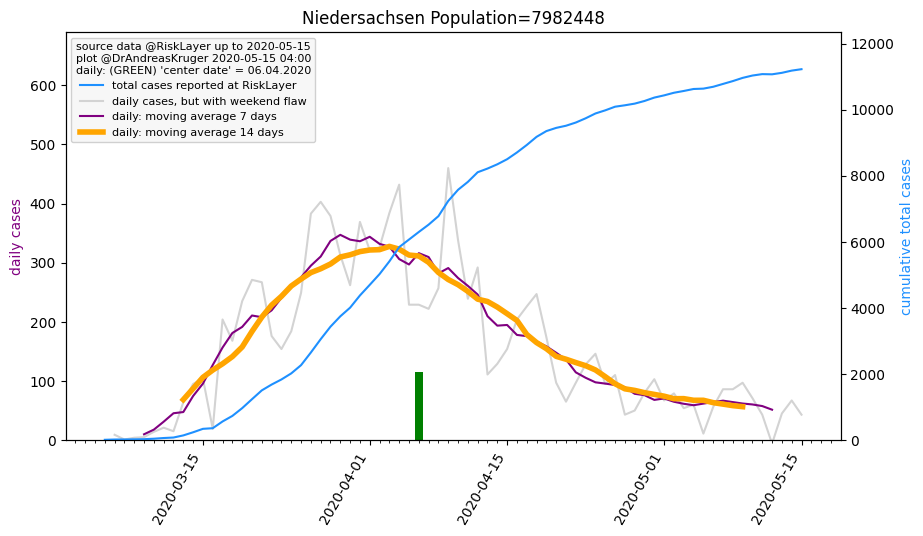 Niedersachsen Population=7982448
source data @RiskLayer up to 2020-05-15
plot @DrAndreasKruger 2020-05-15 04:00
daily: (GREEN) 'center date' = 06.04.2020
total cases reported at RiskLayer
daily cases, but with weekend flaw
daily: moving average 7 days
daily: moving average 14 days
daily cases
600
500
400
300
200
100
0
12000
10000
8000
6000
4000
2000
0
cumulative total cases
2020-03-15
2020-04-01
2020-04-15
2020-05-01
2020-05-15